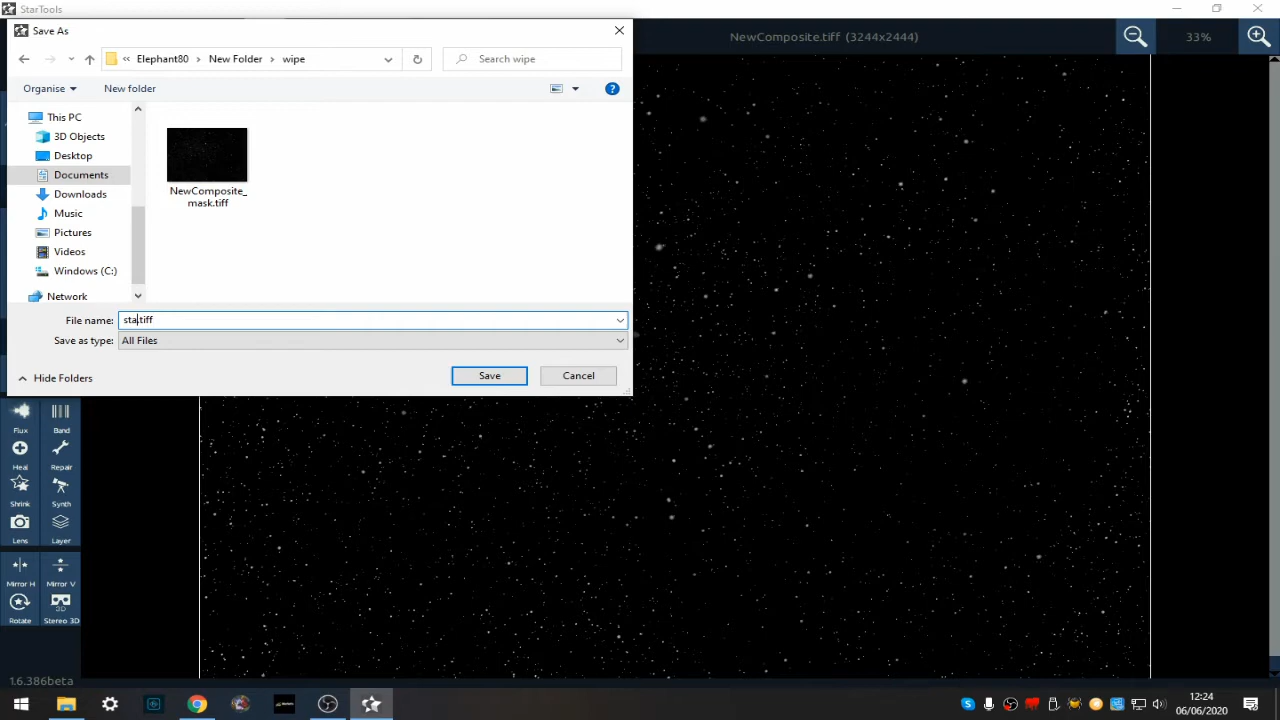 StarTools
Save As
NewComposite.tiff (3244x2444)
33%
Elephant80 › New Folder › wipe
Search wipe
Organise
New folder
This PC
3D Objects
Desktop
Documents
Downloads
Music
Pictures
Videos
Windows (C:)
Network
NewComposite_
mask.tiff
File name: sta.tiff
Save as type: All Files
Hide Folders
Save
Cancel
Flux
Band
Heal
Repair
Shrink
Synth
Lens
Layer
Mirror H
Mirror V
Rotate
Stereo 3D
1.6.386beta
12:24
06/06/2020